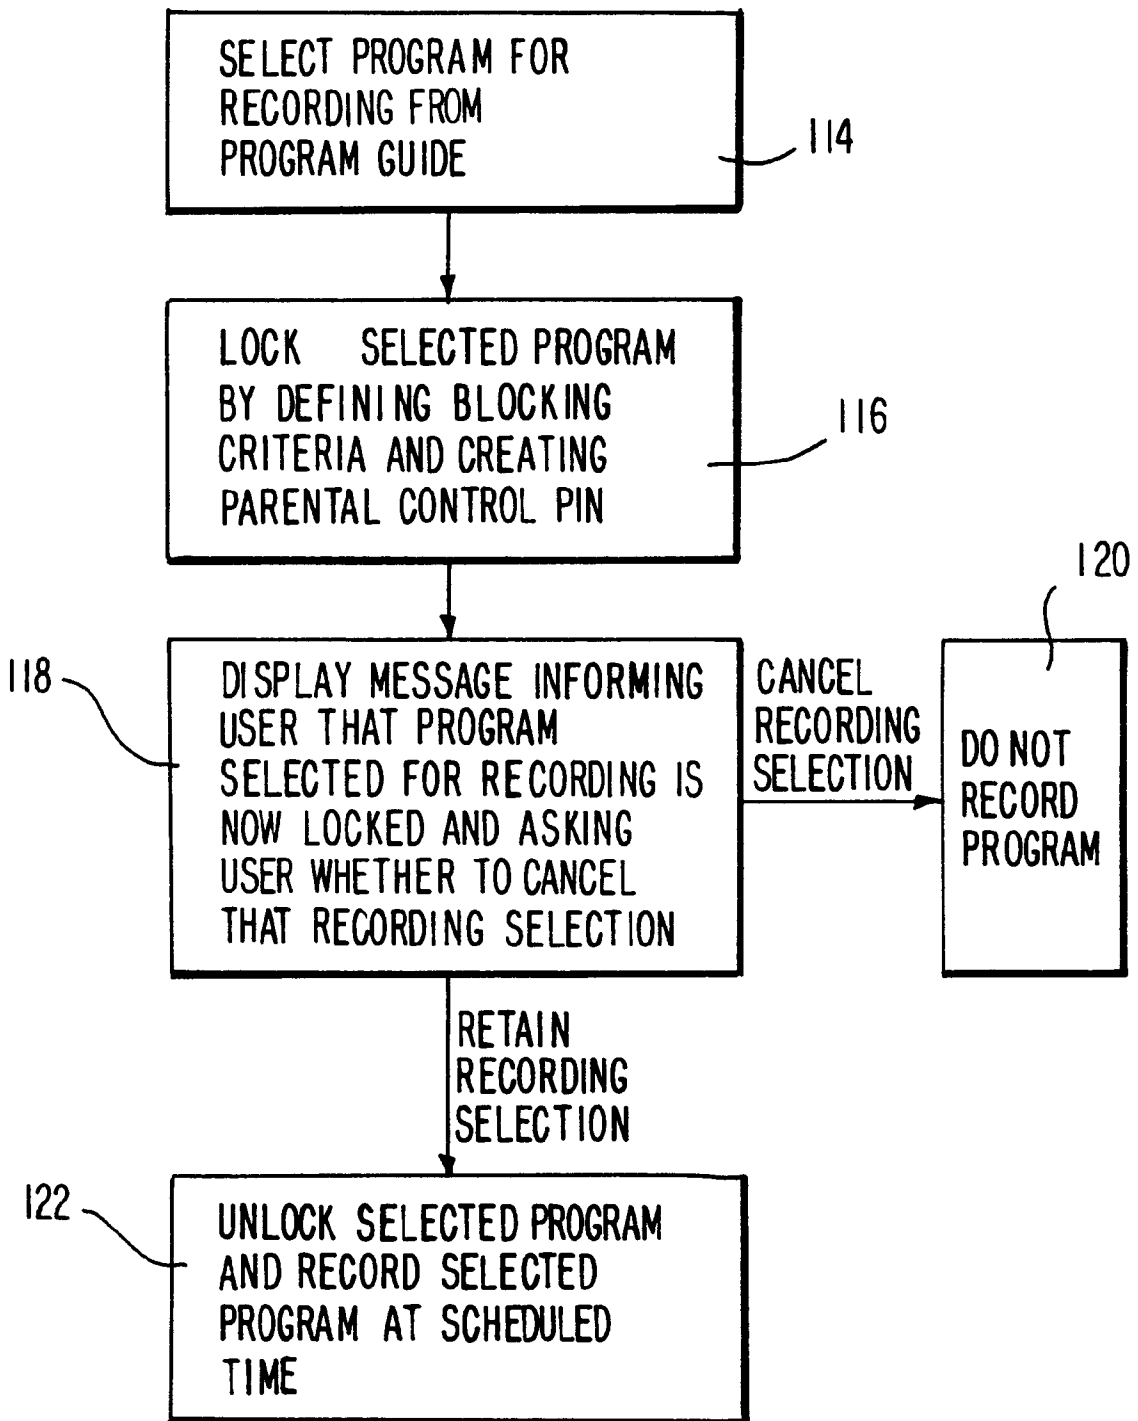 SELECT PROGRAM FOR
RECORDING FROM
PROGRAM GUIDE
114
LOCK SELECTED PROGRAM
BY DEFINING BLOCKING
CRITERIA AND CREATING
PARENTAL CONTROL PIN
116
118
DISPLAY MESSAGE INFORMING
USER THAT PROGRAM
SELECTED FOR RECORDING IS
NOW LOCKED AND ASKING
USER WHETHER TO CANCEL
THAT RECORDING SELECTION
CANCEL
RECORDING
SELECTION
120
DO NOT
RECORD
PROGRAM
RETAIN
RECORDING
SELECTION
122
UNLOCK SELECTED PROGRAM
AND RECORD SELECTED
PROGRAM AT SCHEDULED
TIME